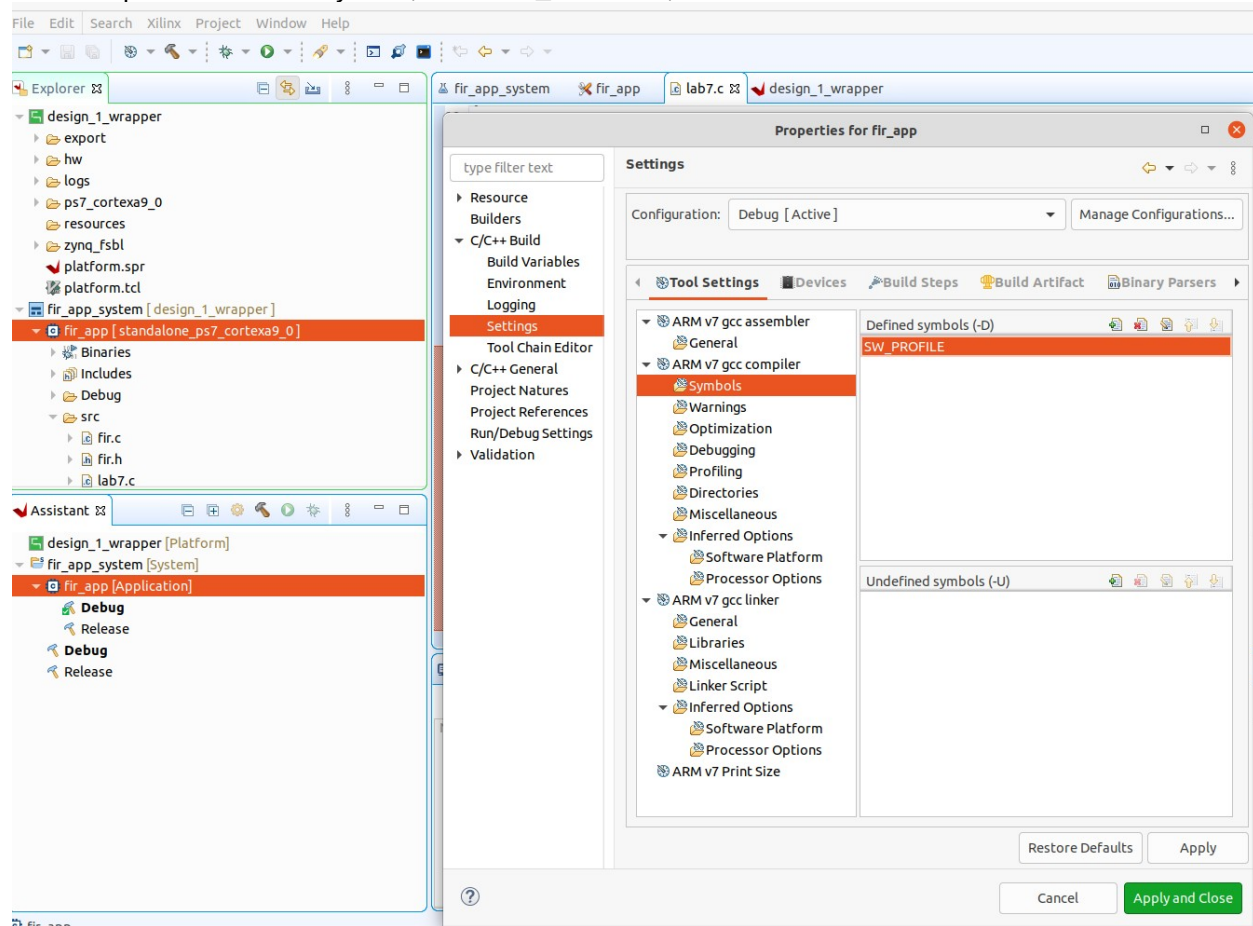 File Edit Search Xilinx Project Window Help
Explorer
design_1_wrapper
export
hw
logs
ps7_cortexa9_0
resources
zynq_fsbl
platform.spr
platform.tcl
fir_app_system [ design_1_wrapper ]
fir_app [ standalone_ps7_cortexa9_0 ]
Binaries
Includes
Debug
src
fir.c
fir.h
lab7.c
Assistant
design_1_wrapper [Platform]
fir_app_system [System]
fir_app [Application]
Debug
Release
Debug
Release
fir_app_system fir_app lab7.c design_1_wrapper
Properties for fir_app
type filter text
Resource
Builders
C/C++ Build
Build Variables
Environment
Logging
Settings
Tool Chain Editor
C/C++ General
Project Natures
Project References
Run/Debug Settings
Validation
Settings
Configuration: Debug [ Active ] Manage Configurations...
Tool Settings Devices Build Steps Build Artifact Binary Parsers
ARM v7 gcc assembler
General
ARM v7 gcc compiler
Symbols
Warnings
Optimization
Debugging
Profiling
Directories
Miscellaneous
Inferred Options
Software Platform
Processor Options
ARM v7 gcc linker
General
Libraries
Miscellaneous
Linker Script
Inferred Options
Software Platform
Processor Options
ARM v7 Print Size
Defined symbols (-D)
SW_PROFILE
Undefined symbols (-U)
Restore Defaults Apply
Cancel Apply and Close